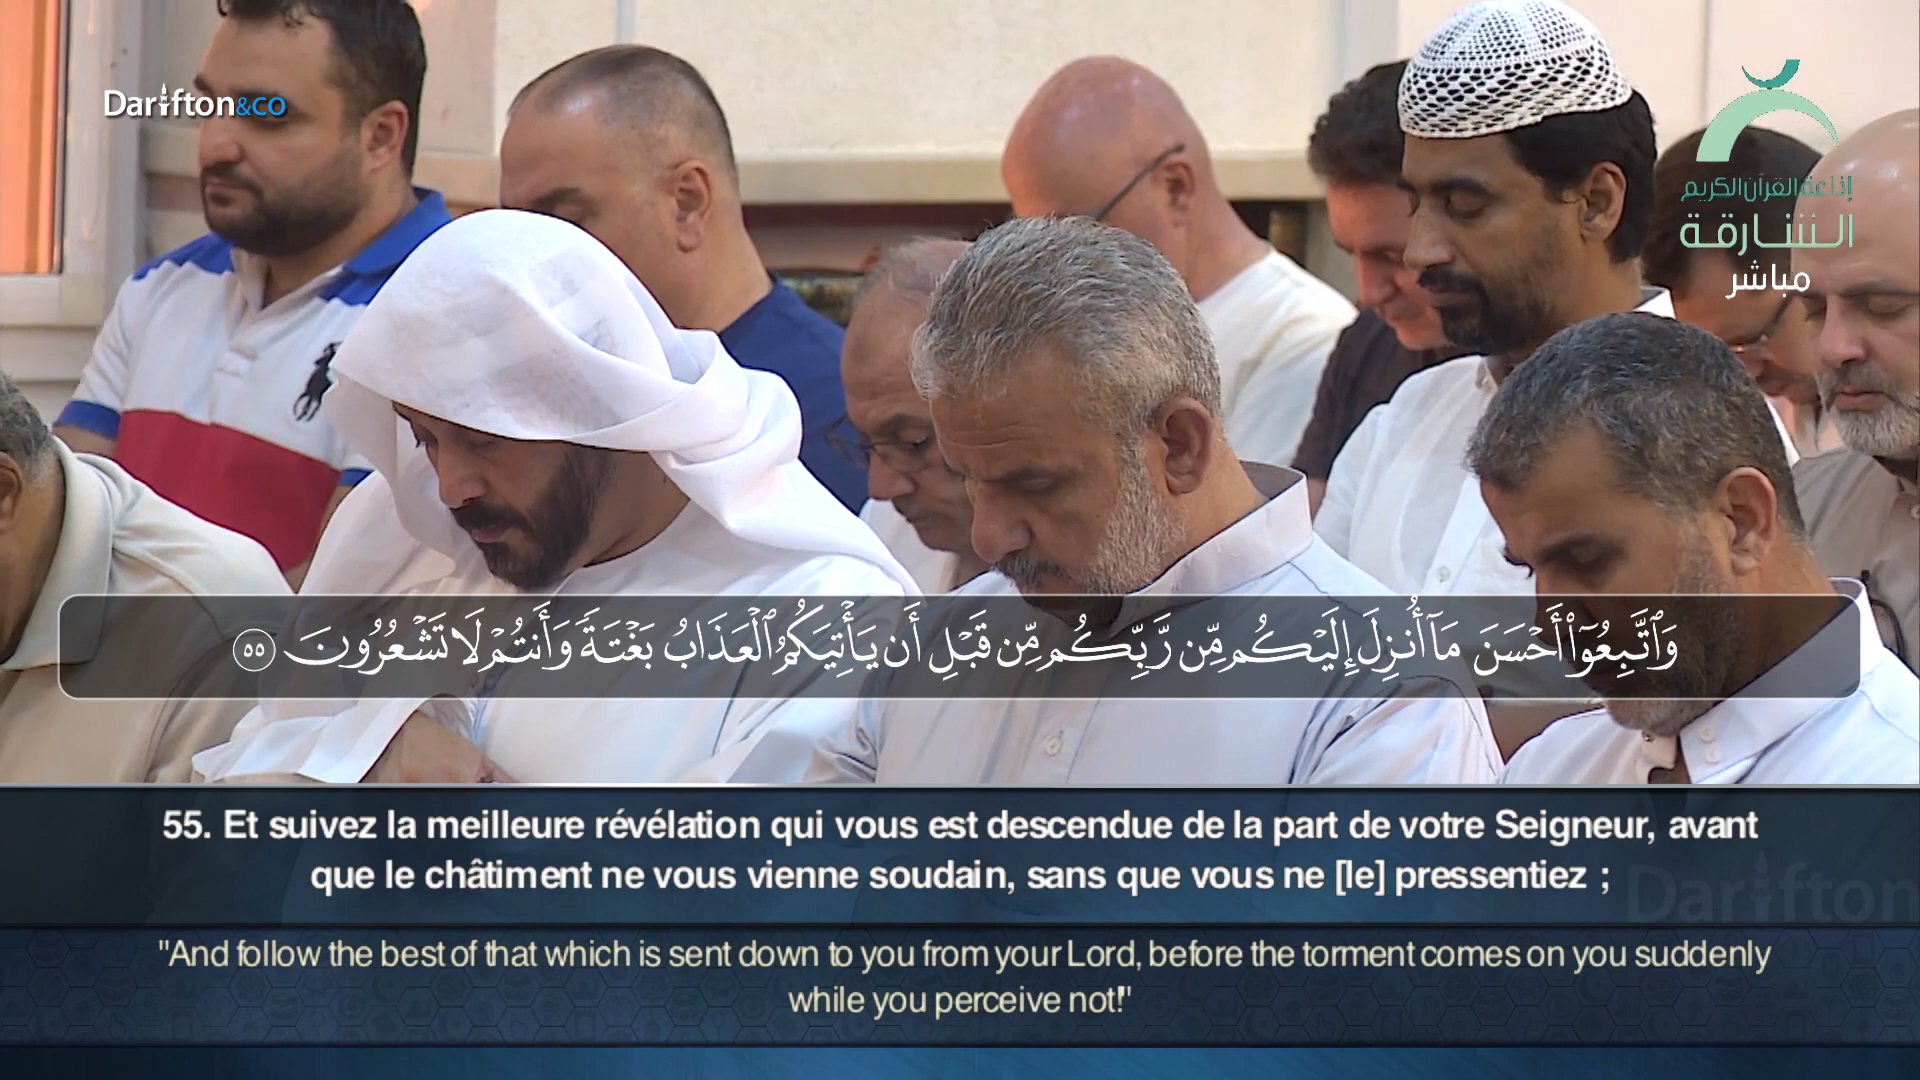 Darifton&co
إذاعة القرآن الكريم
الشارقة
مباشر
وَٱتَّبِعُوٓا۟ أَحْسَنَ مَآ أُنزِلَ إِلَيْكُم مِّن رَّبِّكُم مِّن قَبْلِ أَن يَأْتِيَكُمُ ٱلْعَذَابُ بَغْتَةً وَأَنتُمْ لَا تَشْعُرُونَ ٥٥
55. Et suivez la meilleure révélation qui vous est descendue de la part de votre Seigneur, avant
que le châtiment ne vous vienne soudain, sans que vous ne [le] pressentiez ;
Darifton
"And follow the best of that which is sent down to you from your Lord, before the torment comes on you suddenly
while you perceive not!"